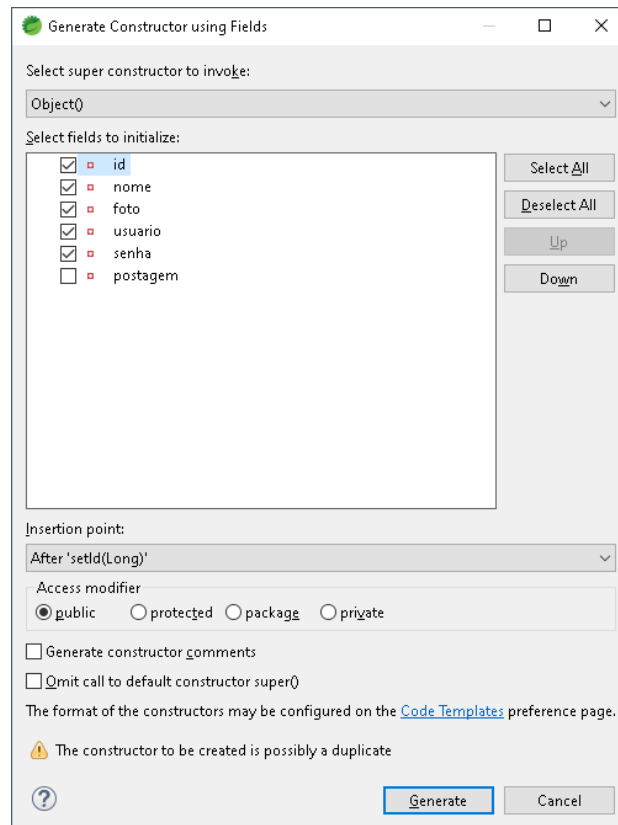 Generate Constructor using Fields
Select super constructor to invoke:
Object()
Select fields to initialize:
id
nome
foto
usuario
senha
postagem
Select All
Deselect All
Up
Down
Insertion point:
After 'setId(Long)'
Access modifier
public protected package private
Generate constructor comments
Omit call to default constructor super()
The format of the constructors may be configured on the Code Templates preference page.
The constructor to be created is possibly a duplicate
? Generate Cancel